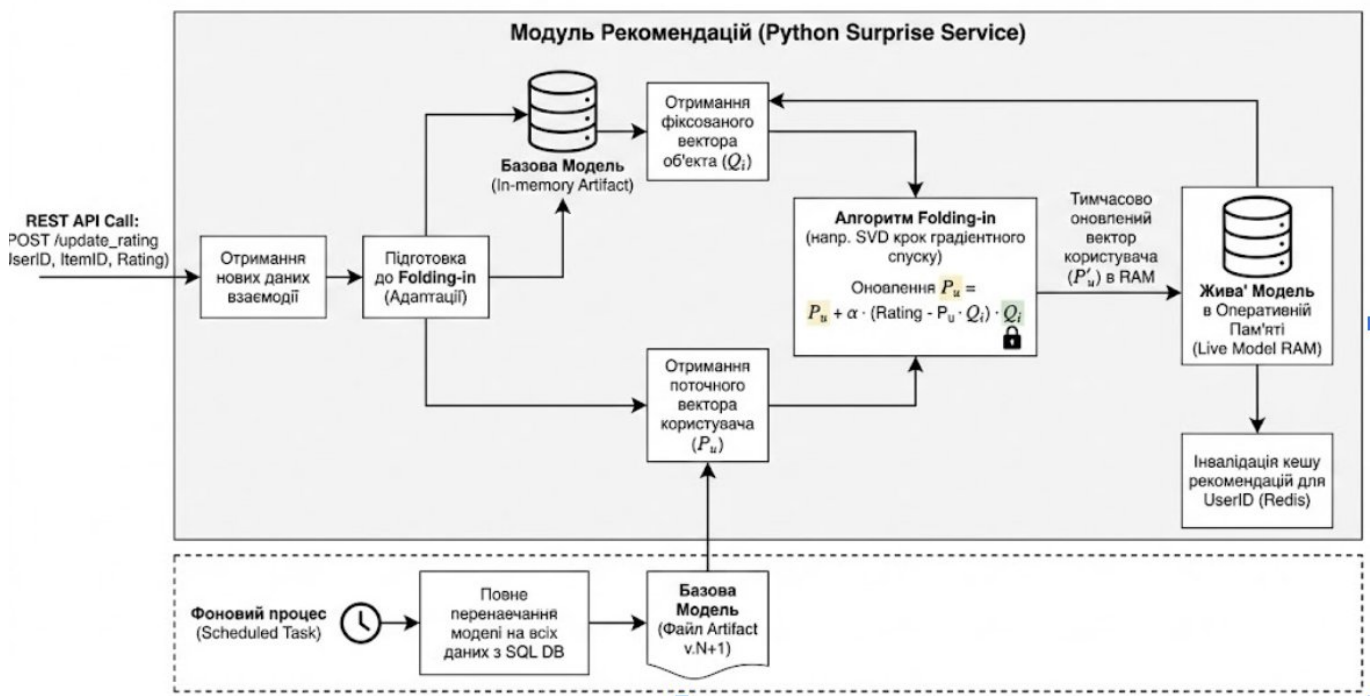 Модуль Рекомендацій (Python Surprise Service)
REST API Call:
POST /update_rating
UserID, ItemID, Rating)
Отримання
нових даних
взаємодії
Підготовка
до Folding-in
(Адаптації)
Базова Модель
(In-memory Artifact)
Отримання
фіксованого
вектора
об'єкта (Qᵢ)
Отримання
поточного
вектора
користувача
(Pᵤ)
Алгоритм Folding-in
(напр. SVD крок градієнтного
спуску)
Оновлення Pᵤ =
Pᵤ + α · (Rating - Pᵤ · Qᵢ) · Qᵢ
Тимчасово
оновлений
вектор
користувача
(P′ᵤ) в RAM
Жива' Модель
в Оперативній
Пам'яті
(Live Model RAM)
Інвалідація кешу
рекомендацій для
UserID (Redis)
Фоновий процес
(Scheduled Task)
Повне
перенаечання
моделі на всіх
даних з SQL DB
Базова
Модель
(Файл Artifact
v.N+1)